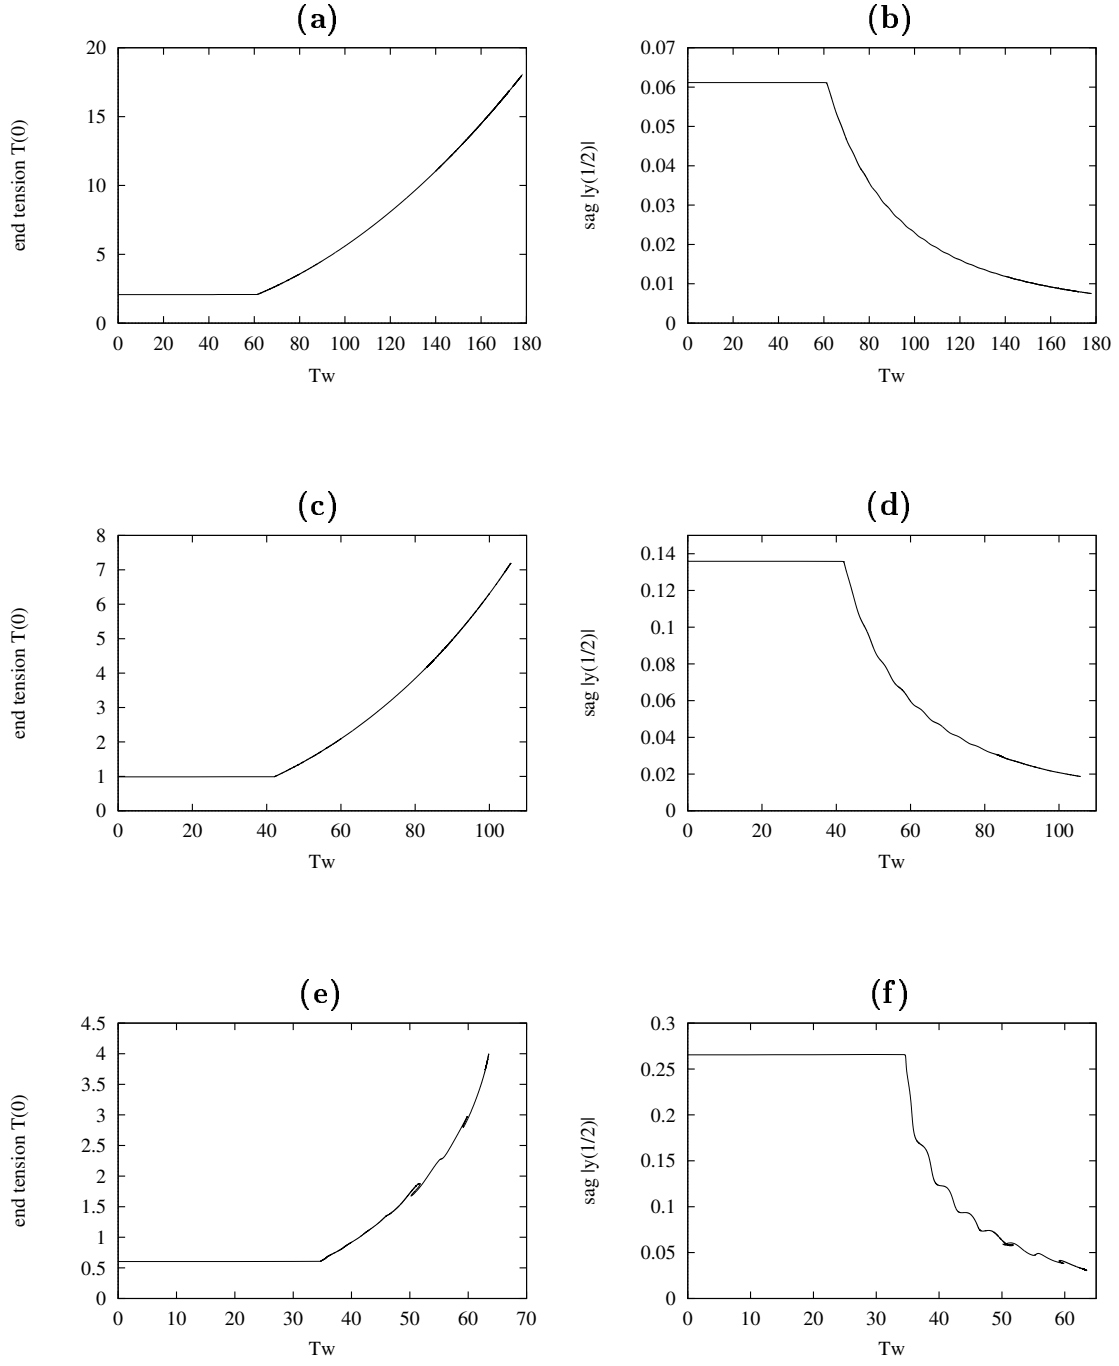 (a)
20
15
10
5
0
end tension T(0)
0 20 40 60 80 100 120 140 160 180
Tw
(b)
0.07
0.06
0.05
0.04
0.03
0.02
0.01
0
sag |y(1/2)|
0 20 40 60 80 100 120 140 160 180
Tw
(c)
8
7
6
5
4
3
2
1
0
end tension T(0)
0 20 40 60 80 100
Tw
(d)
0.14
0.12
0.1
0.08
0.06
0.04
0.02
0
sag |y(1/2)|
0 20 40 60 80 100
Tw
(e)
4.5
4
3.5
3
2.5
2
1.5
1
0.5
0
end tension T(0)
0 10 20 30 40 50 60 70
Tw
(f)
0.3
0.25
0.2
0.15
0.1
0.05
0
sag |y(1/2)|
0 10 20 30 40 50 60
Tw